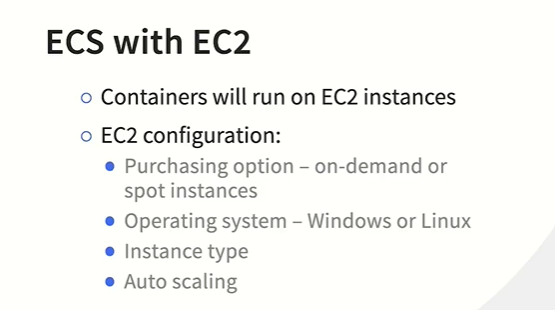 ECS with EC2
Containers will run on EC2 instances
EC2 configuration:
Purchasing option – on-demand or
spot instances
Operating system – Windows or Linux
Instance type
Auto scaling